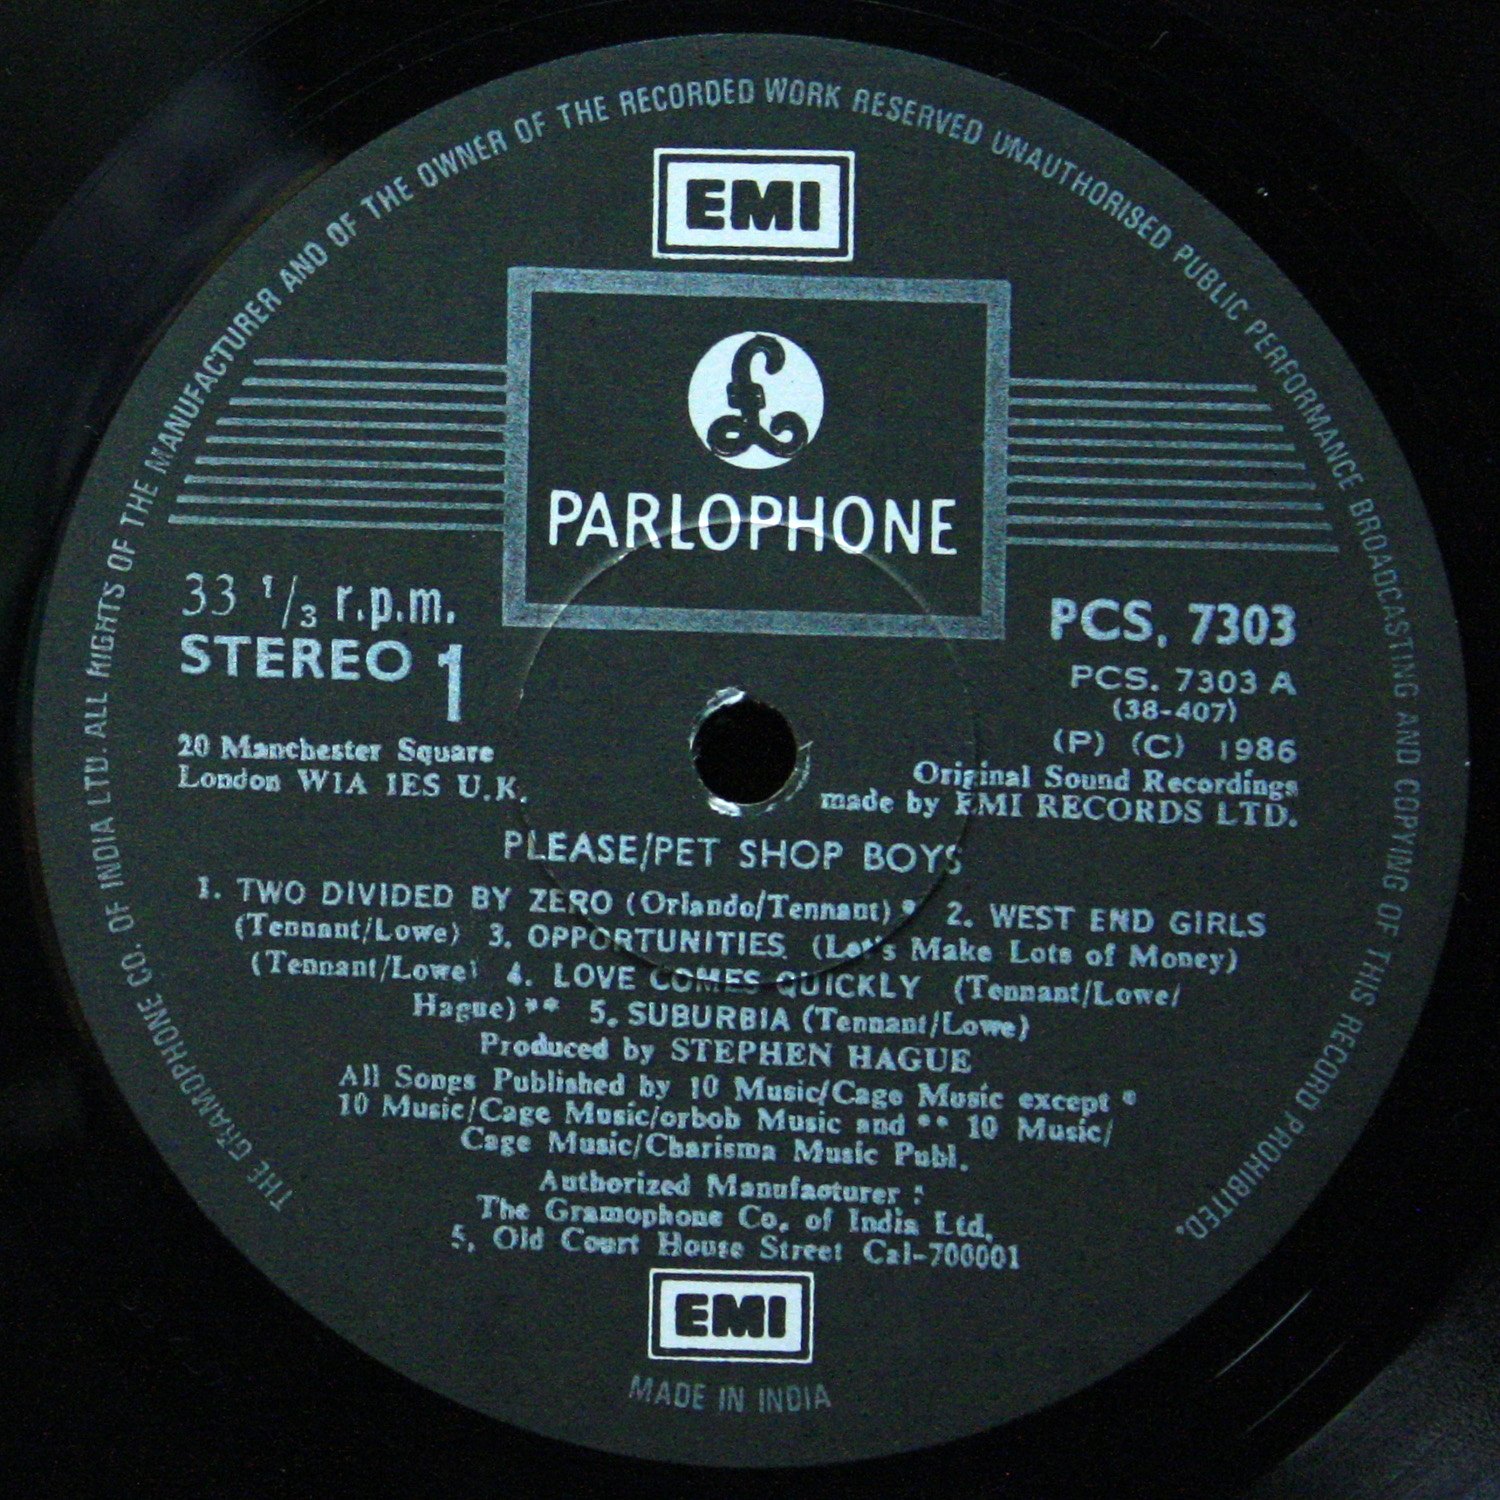 THE GRAMOPHONE CO. OF INDIA LTD. ALL RIGHTS OF THE MANUFACTURER AND OF THE OWNER OF THE RECORDED WORK RESERVED UNAUTHORISED PUBLIC PERFORMANCE BROADCASTING AND COPYING OF THIS RECORD PROHIBITED.
EMI
£
PARLOPHONE
33 1/3 r.p.m.
STEREO 1
PCS. 7303
PCS. 7303 A
(38-407)
(P) (C) 1986
20 Manchester Square
London W1A 1ES U.K.
Original Sound Recordings
made by EMI RECORDS LTD.
PLEASE/PET SHOP BOYS
1. TWO DIVIDED BY ZERO (Orlando/Tennant) * 2. WEST END GIRLS
(Tennant/Lowe) 3. OPPORTUNITIES (Let's Make Lots of Money)
(Tennant/Lowe) 4. LOVE COMES QUICKLY (Tennant/Lowe/
Hague) ** 5. SUBURBIA (Tennant/Lowe)
Produced by STEPHEN HAGUE
All Songs Published by 10 Music/Cage Music except *
10 Music/Cage Music/orbob Music and ** 10 Music/
Cage Music/Charisma Music Publ.
Authorized Manufacturer :
The Gramophone Co. of India Ltd.
5, Old Court House Street Cal-700001
EMI
MADE IN INDIA